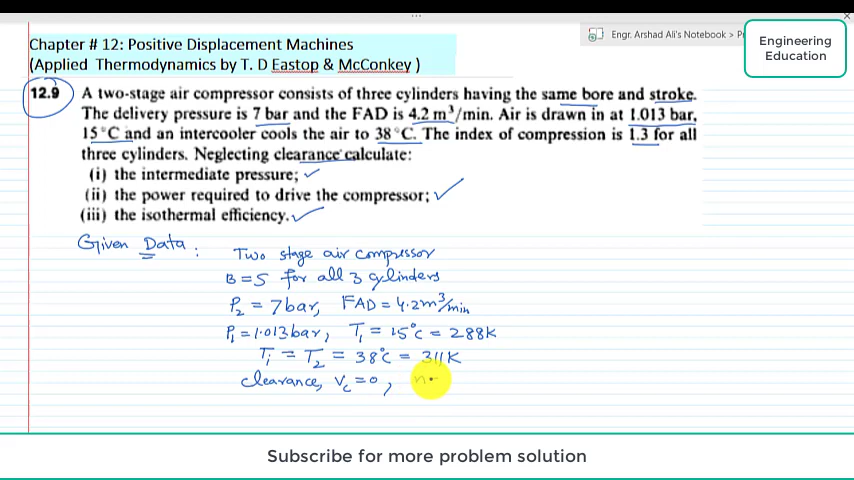 Engr. Arshad Ali's Notebook > P
Engineering
Education
Chapter # 12: Positive Displacement Machines
(Applied Thermodynamics by T. D Eastop & McConkey )
12.9 A two-stage air compressor consists of three cylinders having the same bore and stroke.
The delivery pressure is 7 bar and the FAD is 4.2 m³/min. Air is drawn in at 1.013 bar,
15 °C and an intercooler cools the air to 38 °C. The index of compression is 1.3 for all
three cylinders. Neglecting clearance calculate:
(i) the intermediate pressure;
(ii) the power required to drive the compressor;
(iii) the isothermal efficiency.
Given Data :
Two stage air compressor
B = S for all 3 cylinders
P₂ = 7bar, FAD = 4.2m³/min
P₁ = 1.013 bar, T₁ = 15°C = 288K
Tᵢ = T₂ = 38°C = 311K
clearance, V꜀ = 0, n
Subscribe for more problem solution